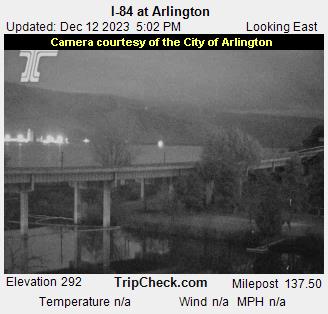 I-84 at Arlington
Updated: Dec 12 2023 5:02 PM Looking East
Camera courtesy of the City of Arlington
Elevation 292 TripCheck.com Milepost 137.50
Temperature n/a Wind n/a MPH n/a